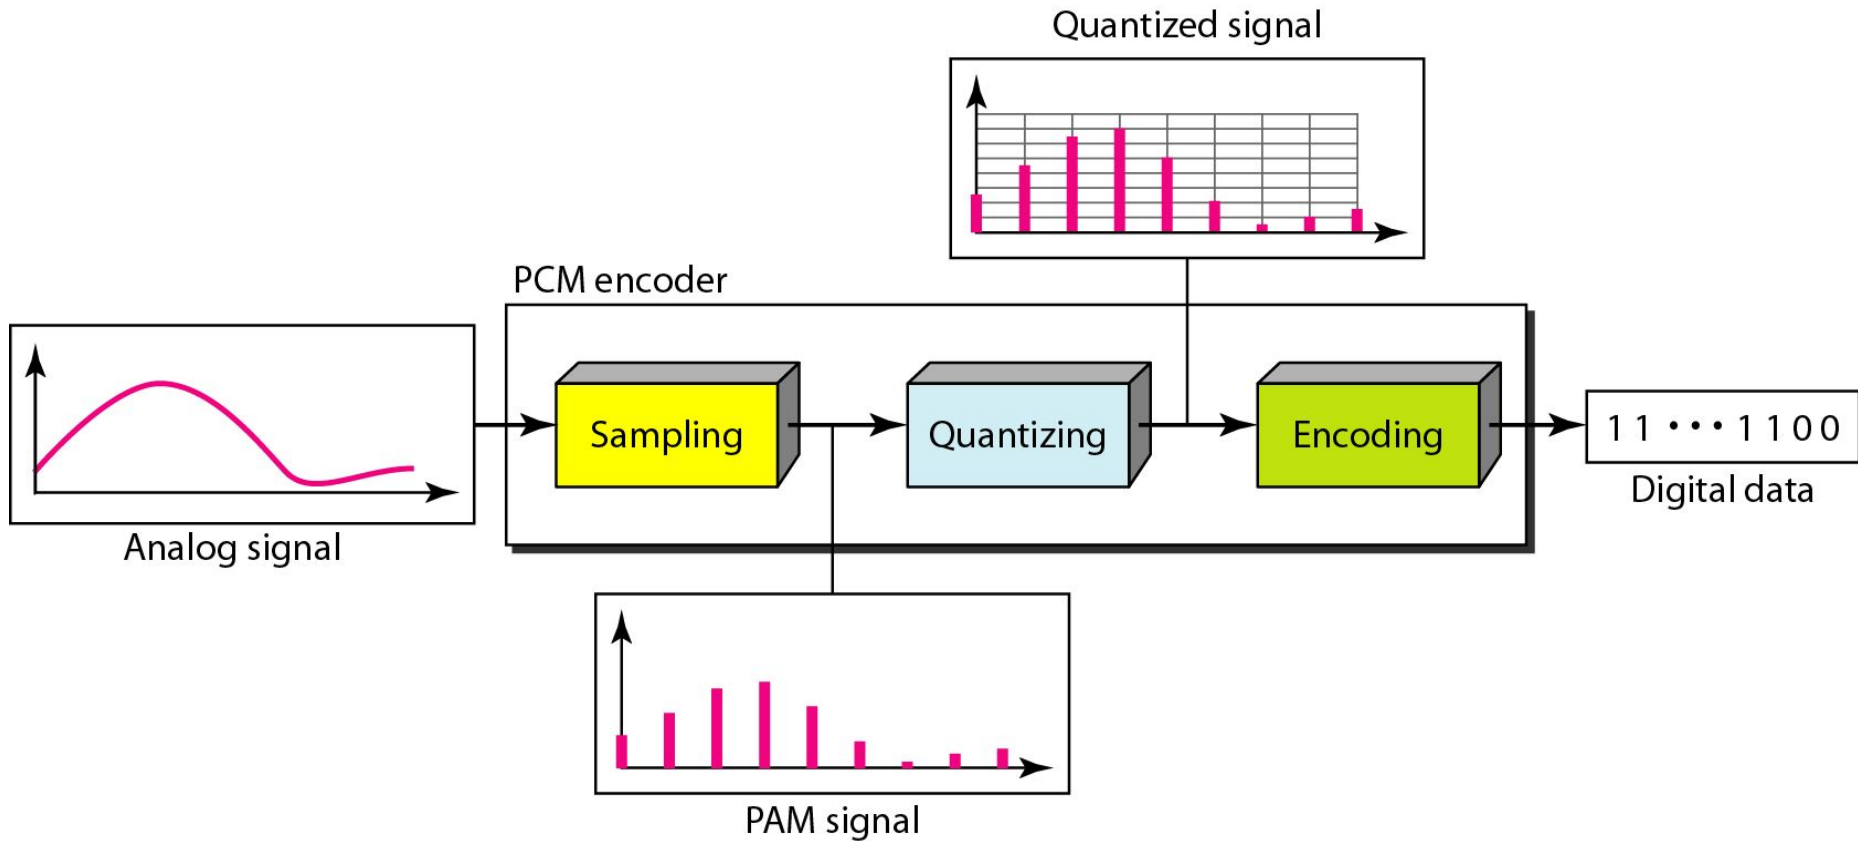 Quantized signal
PCM encoder
Sampling
Quantizing
Encoding
11···1100
Digital data
Analog signal
PAM signal